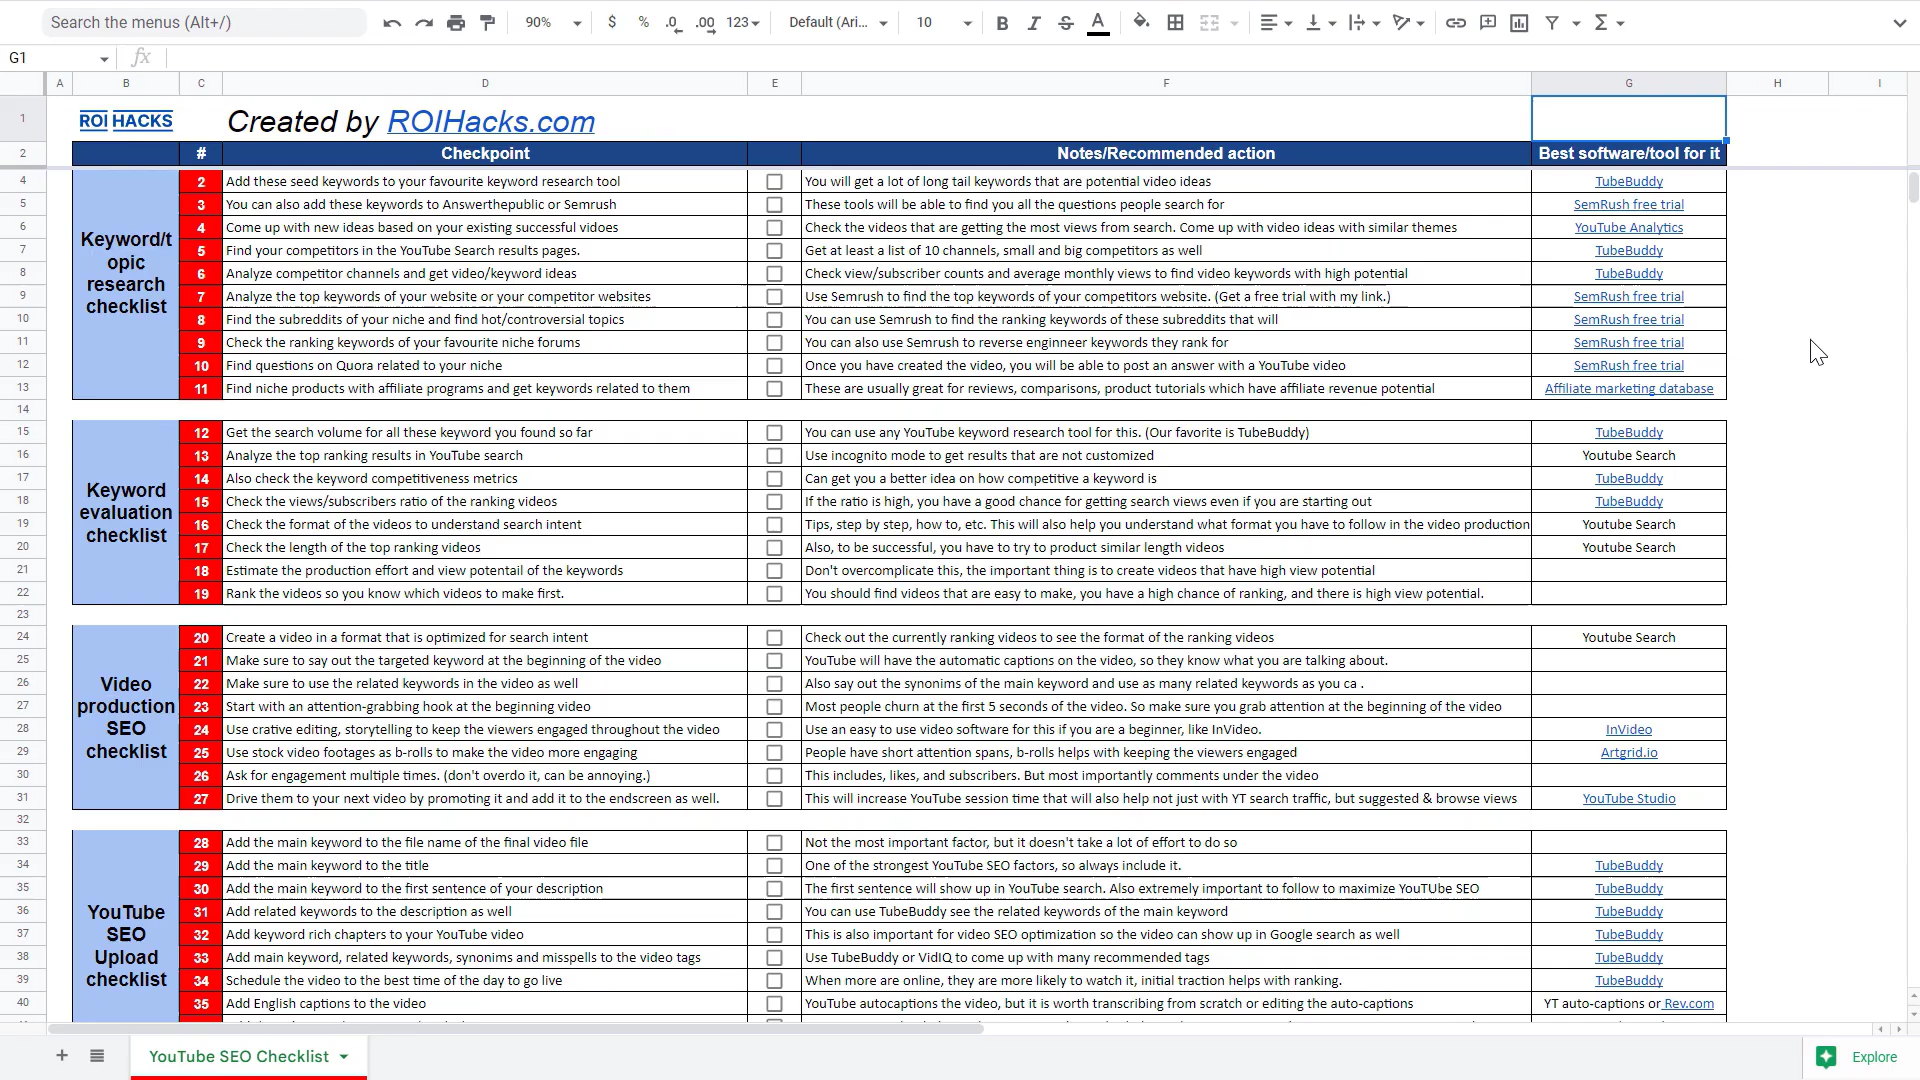 Search the menus (Alt+/)
90%
$
%
.0
.00
123
Default (Ari...
10
B
I
S
A
Σ
G1
fx
A B C D E F G H I
1
ROI HACKS
Created by ROIHacks.com
2 # Checkpoint Notes/Recommended action Best software/tool for it
Keyword/t
opic
research
checklist
4 2 Add these seed keywords to your favourite keyword research tool You will get a lot of long tail keywords that are potential video ideas TubeBuddy
5 3 You can also add these keywords to Answerthepublic or Semrush These tools will be able to find you all the questions people search for SemRush free trial
6 4 Come up with new ideas based on your existing successful vidoes Check the videos that are getting the most views from search. Come up with video ideas with similar themes YouTube Analytics
7 5 Find your competitors in the YouTube Search results pages. Get at least a list of 10 channels, small and big competitors as well TubeBuddy
8 6 Analyze competitor channels and get video/keyword ideas Check view/subscriber counts and average monthly views to find video keywords with high potential TubeBuddy
9 7 Analyze the top keywords of your website or your competitor websites Use Semrush to find the top keywords of your competitors website. (Get a free trial with my link.) SemRush free trial
10 8 Find the subreddits of your niche and find hot/controversial topics You can use Semrush to find the ranking keywords of these subreddits that will SemRush free trial
11 9 Check the ranking keywords of your favourite niche forums You can also use Semrush to reverse enginneer keywords they rank for SemRush free trial
12 10 Find questions on Quora related to your niche Once you have created the video, you will be able to post an answer with a YouTube video SemRush free trial
13 11 Find niche products with affiliate programs and get keywords related to them These are usually great for reviews, comparisons, product tutorials which have affiliate revenue potential Affiliate marketing database
14
Keyword
evaluation
checklist
15 12 Get the search volume for all these keyword you found so far You can use any YouTube keyword research tool for this. (Our favorite is TubeBuddy) TubeBuddy
16 13 Analyze the top ranking results in YouTube search Use incognito mode to get results that are not customized Youtube Search
17 14 Also check the keyword competitiveness metrics Can get you a better idea on how competitive a keyword is TubeBuddy
18 15 Check the views/subscribers ratio of the ranking videos If the ratio is high, you have a good chance for getting search views even if you are starting out TubeBuddy
19 16 Check the format of the videos to understand search intent Tips, step by step, how to, etc. This will also help you understand what format you have to follow in the video production Youtube Search
20 17 Check the length of the top ranking videos Also, to be successful, you have to try to product similar length videos Youtube Search
21 18 Estimate the production effort and view potentail of the keywords Don't overcomplicate this, the important thing is to create videos that have high view potential
22 19 Rank the videos so you know which videos to make first. You should find videos that are easy to make, you have a high chance of ranking, and there is high view potential.
23
Video
production
SEO
checklist
24 20 Create a video in a format that is optimized for search intent Check out the currently ranking videos to see the format of the ranking videos Youtube Search
25 21 Make sure to say out the targeted keyword at the beginning of the video YouTube will have the automatic captions on the video, so they know what you are talking about.
26 22 Make sure to use the related keywords in the video as well Also say out the synonims of the main keyword and use as many related keywords as you ca .
27 23 Start with an attention-grabbing hook at the beginning video Most people churn at the first 5 seconds of the video. So make sure you grab attention at the beginning of the video
28 24 Use crative editing, storytelling to keep the viewers engaged throughout the video Use an easy to use video software for this if you are a beginner, like InVideo. InVideo
29 25 Use stock video footages as b-rolls to make the video more engaging People have short attention spans, b-rolls helps with keeping the viewers engaged Artgrid.io
30 26 Ask for engagement multiple times. (don't overdo it, can be annoying.) This includes, likes, and subscribers. But most importantly comments under the video
31 27 Drive them to your next video by promoting it and add it to the endscreen as well. This will increase YouTube session time that will also help not just with YT search traffic, but suggested & browse views YouTube Studio
32
YouTube
SEO
Upload
checklist
33 28 Add the main keyword to the file name of the final video file Not the most important factor, but it doesn't take a lot of effort to do so
34 29 Add the main keyword to the title One of the strongest YouTube SEO factors, so always include it. TubeBuddy
35 30 Add the main keyword to the first sentence of your description The first sentence will show up in YouTube search. Also extremely important to follow to maximize YouTube SEO TubeBuddy
36 31 Add related keywords to the description as well You can use TubeBuddy see the related keywords of the main keyword TubeBuddy
37 32 Add keyword rich chapters to your YouTube video This is also important for video SEO optimization so the video can show up in Google search as well TubeBuddy
38 33 Add main keyword, related keywords, synonims and misspells to the video tags Use TubeBuddy or VidIQ to come up with many recommended tags TubeBuddy
39 34 Schedule the video to the best time of the day to go live When more are online, they are more likely to watch it, initial traction helps with ranking. TubeBuddy
40 35 Add English captions to the video YouTube autocaptions the video, but it is worth transcribing from scratch or editing the auto-captions YT auto-captions or Rev.com
YouTube SEO Checklist
Explore